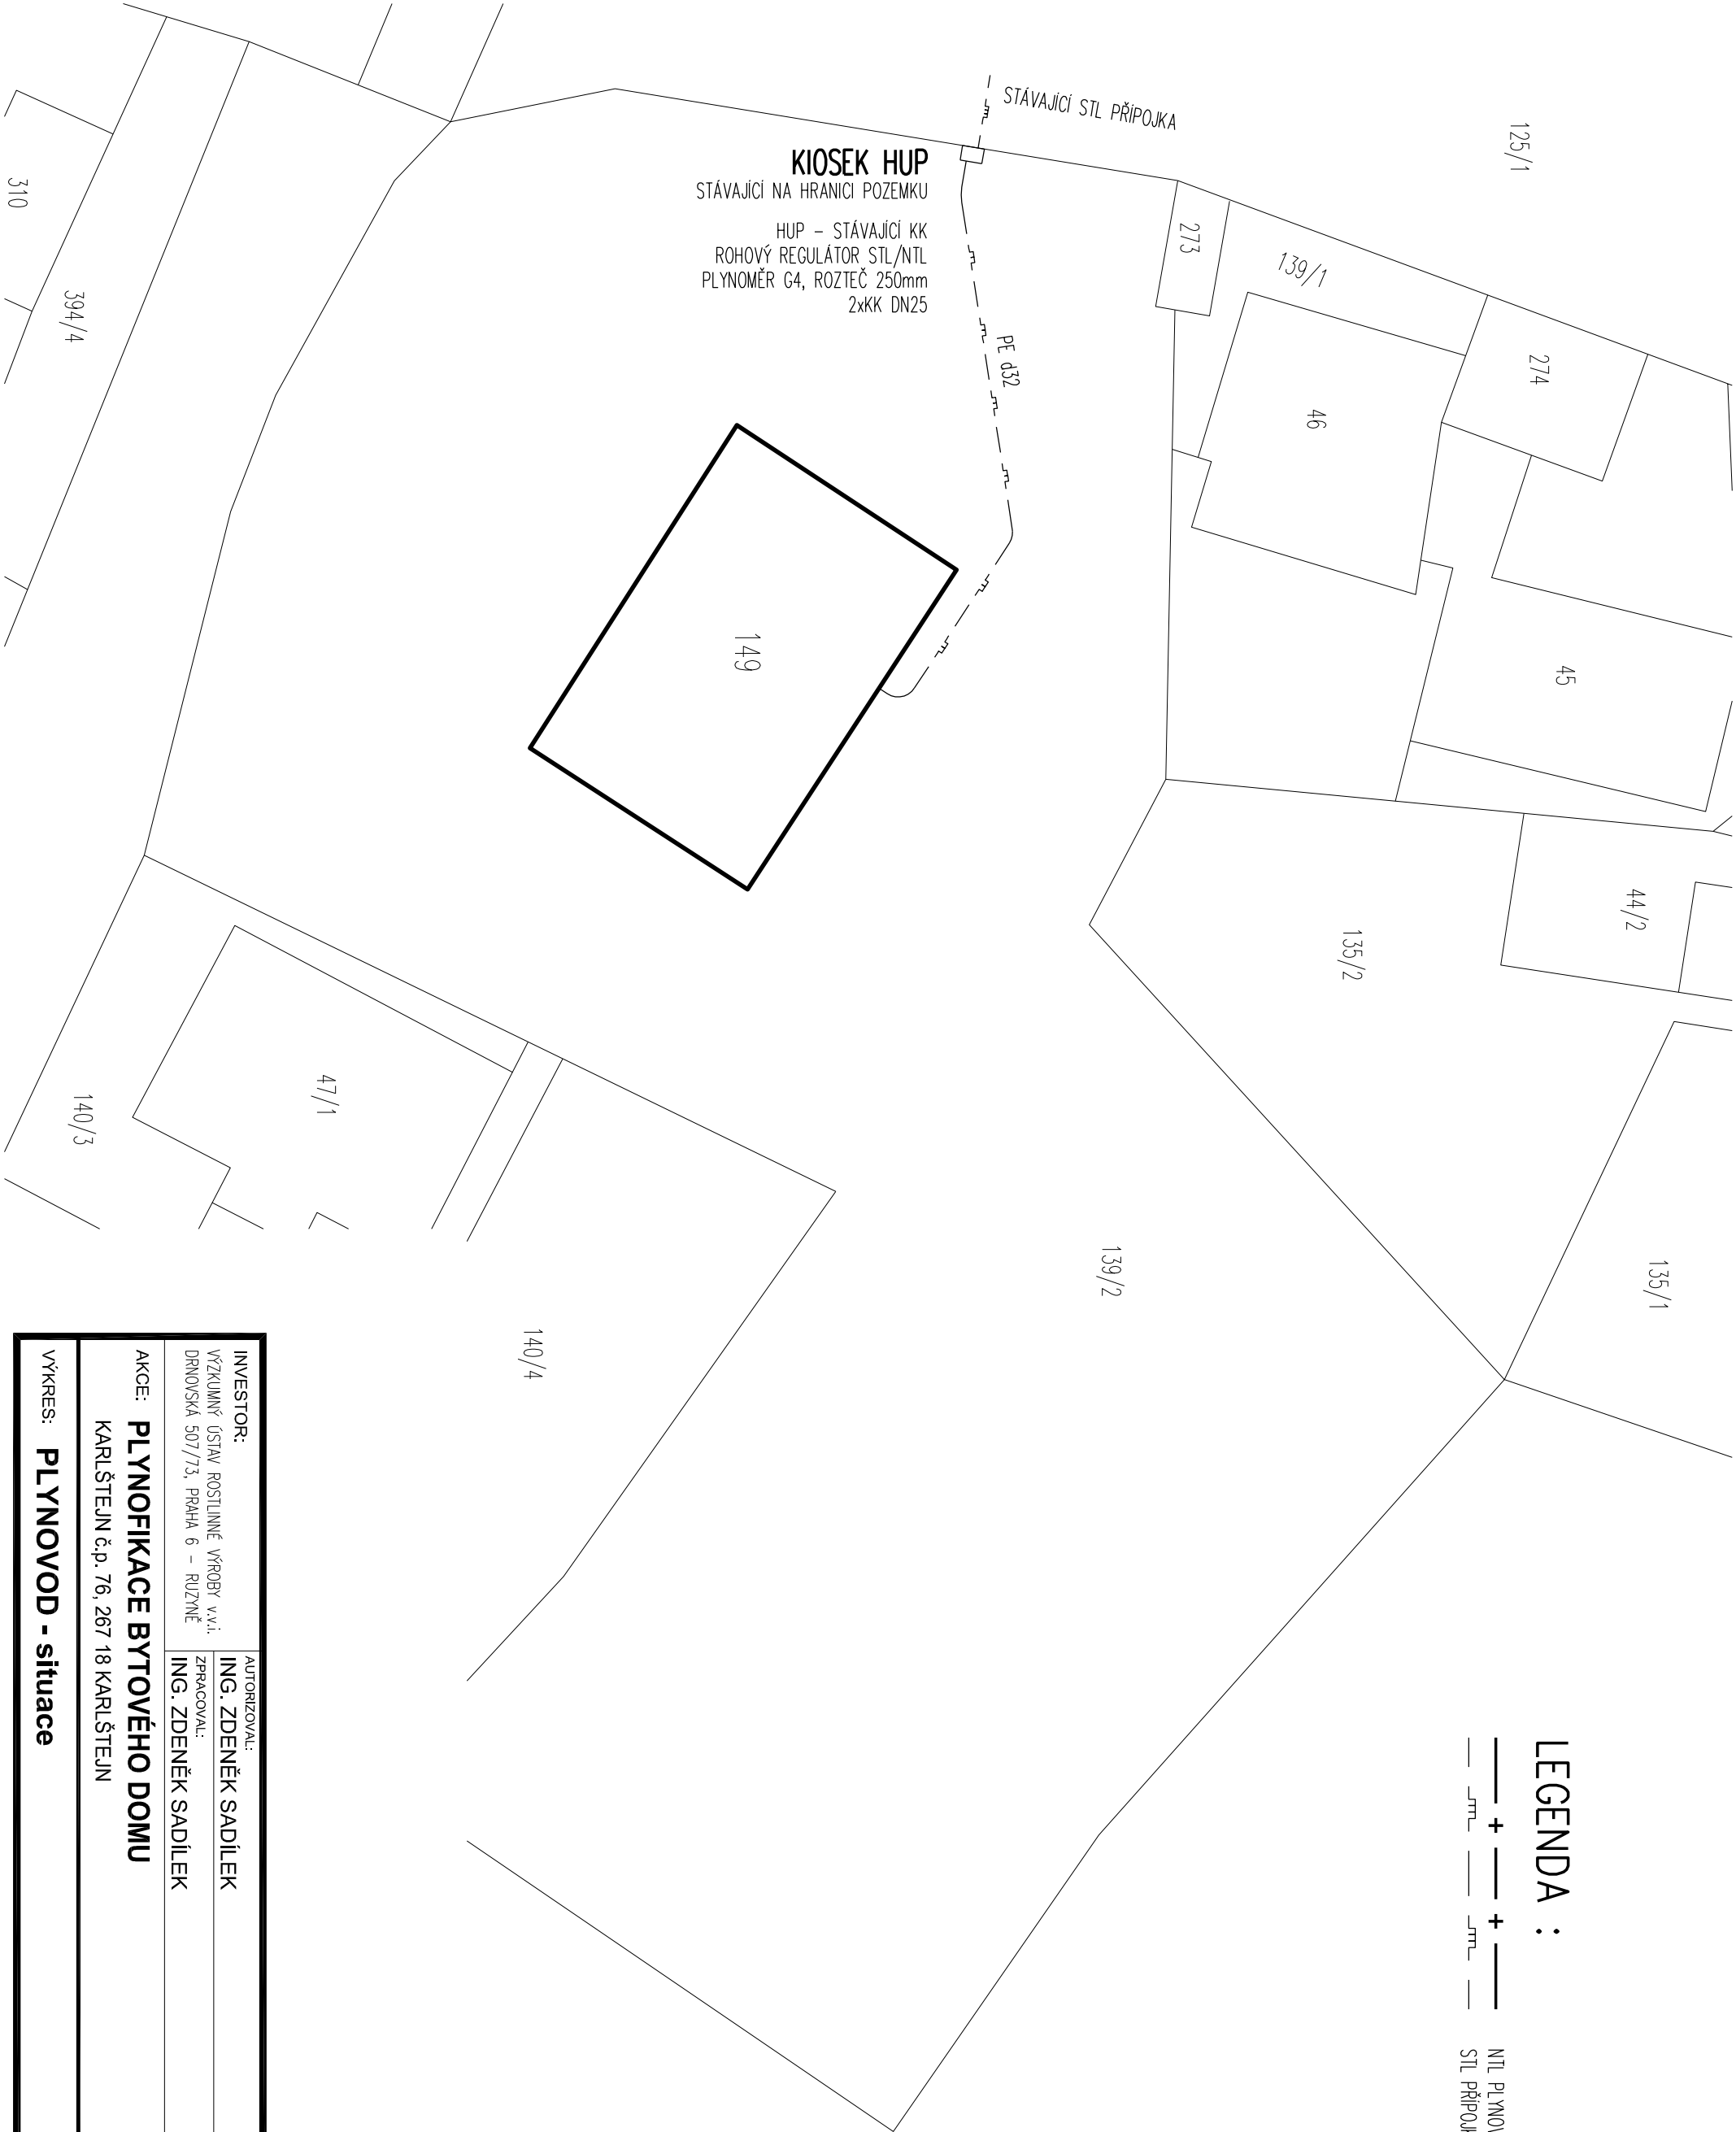 STÁVAJÍCÍ STL PŘÍPOJKA
125/1
KIOSEK HUP
STÁVAJÍCÍ NA HRANICI POZEMKU
HUP – STÁVAJÍCÍ KK
ROHOVÝ REGULÁTOR STL/NTL
PLYNOMĚR G4, ROZTEČ 250mm
2xKK DN25
310
394/4
273
139/1
274
46
PE d32
45
149
44/2
135/2
47/1
140/3
139/2
135/1
140/4
LEGENDA :
NTL
STL
INVESTOR:
VÝZKUMNÝ ÚSTAV ROSTLINNÉ VÝROBY v.v.i.
DRNOVSKÁ 507/73, PRAHA 6 – RUZYNĚ
AUTORIZOVAL:
ING. ZDENĚK SADÍLEK
ZPRACOVAL:
ING. ZDENĚK SADÍLEK
AKCE: PLYNOFIKACE BYTOVÉHO DOMU
KARLŠTEJN č.p. 76, 267 18 KARLŠTEJN
VÝKRES: PLYNOVOD - situace